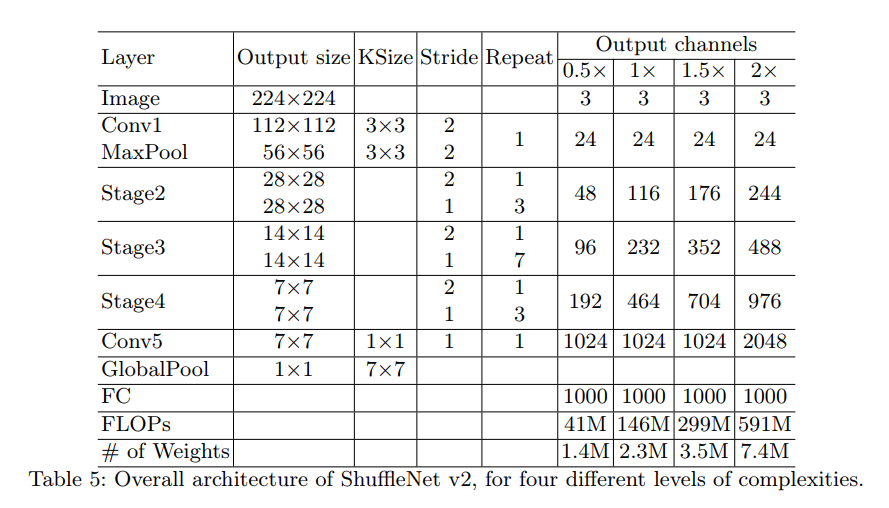 Layer Output size KSize Stride Repeat Output channels
0.5× 1× 1.5× 2×
Image 224×224 3 3 3 3
Conv1 112×112 3×3 2
MaxPool 56×56 3×3 2 1 24 24 24 24
Stage2 28×28 2 1
28×28 1 3 48 116 176 244
Stage3 14×14 2 1
14×14 1 7 96 232 352 488
Stage4 7×7 2 1
7×7 1 3 192 464 704 976
Conv5 7×7 1×1 1 1 1024 1024 1024 2048
GlobalPool 1×1 7×7
FC 1000 1000 1000 1000
FLOPs 41M 146M 299M 591M
# of Weights 1.4M 2.3M 3.5M 7.4M
Table 5: Overall architecture of ShuffleNet v2, for four different levels of complexities.